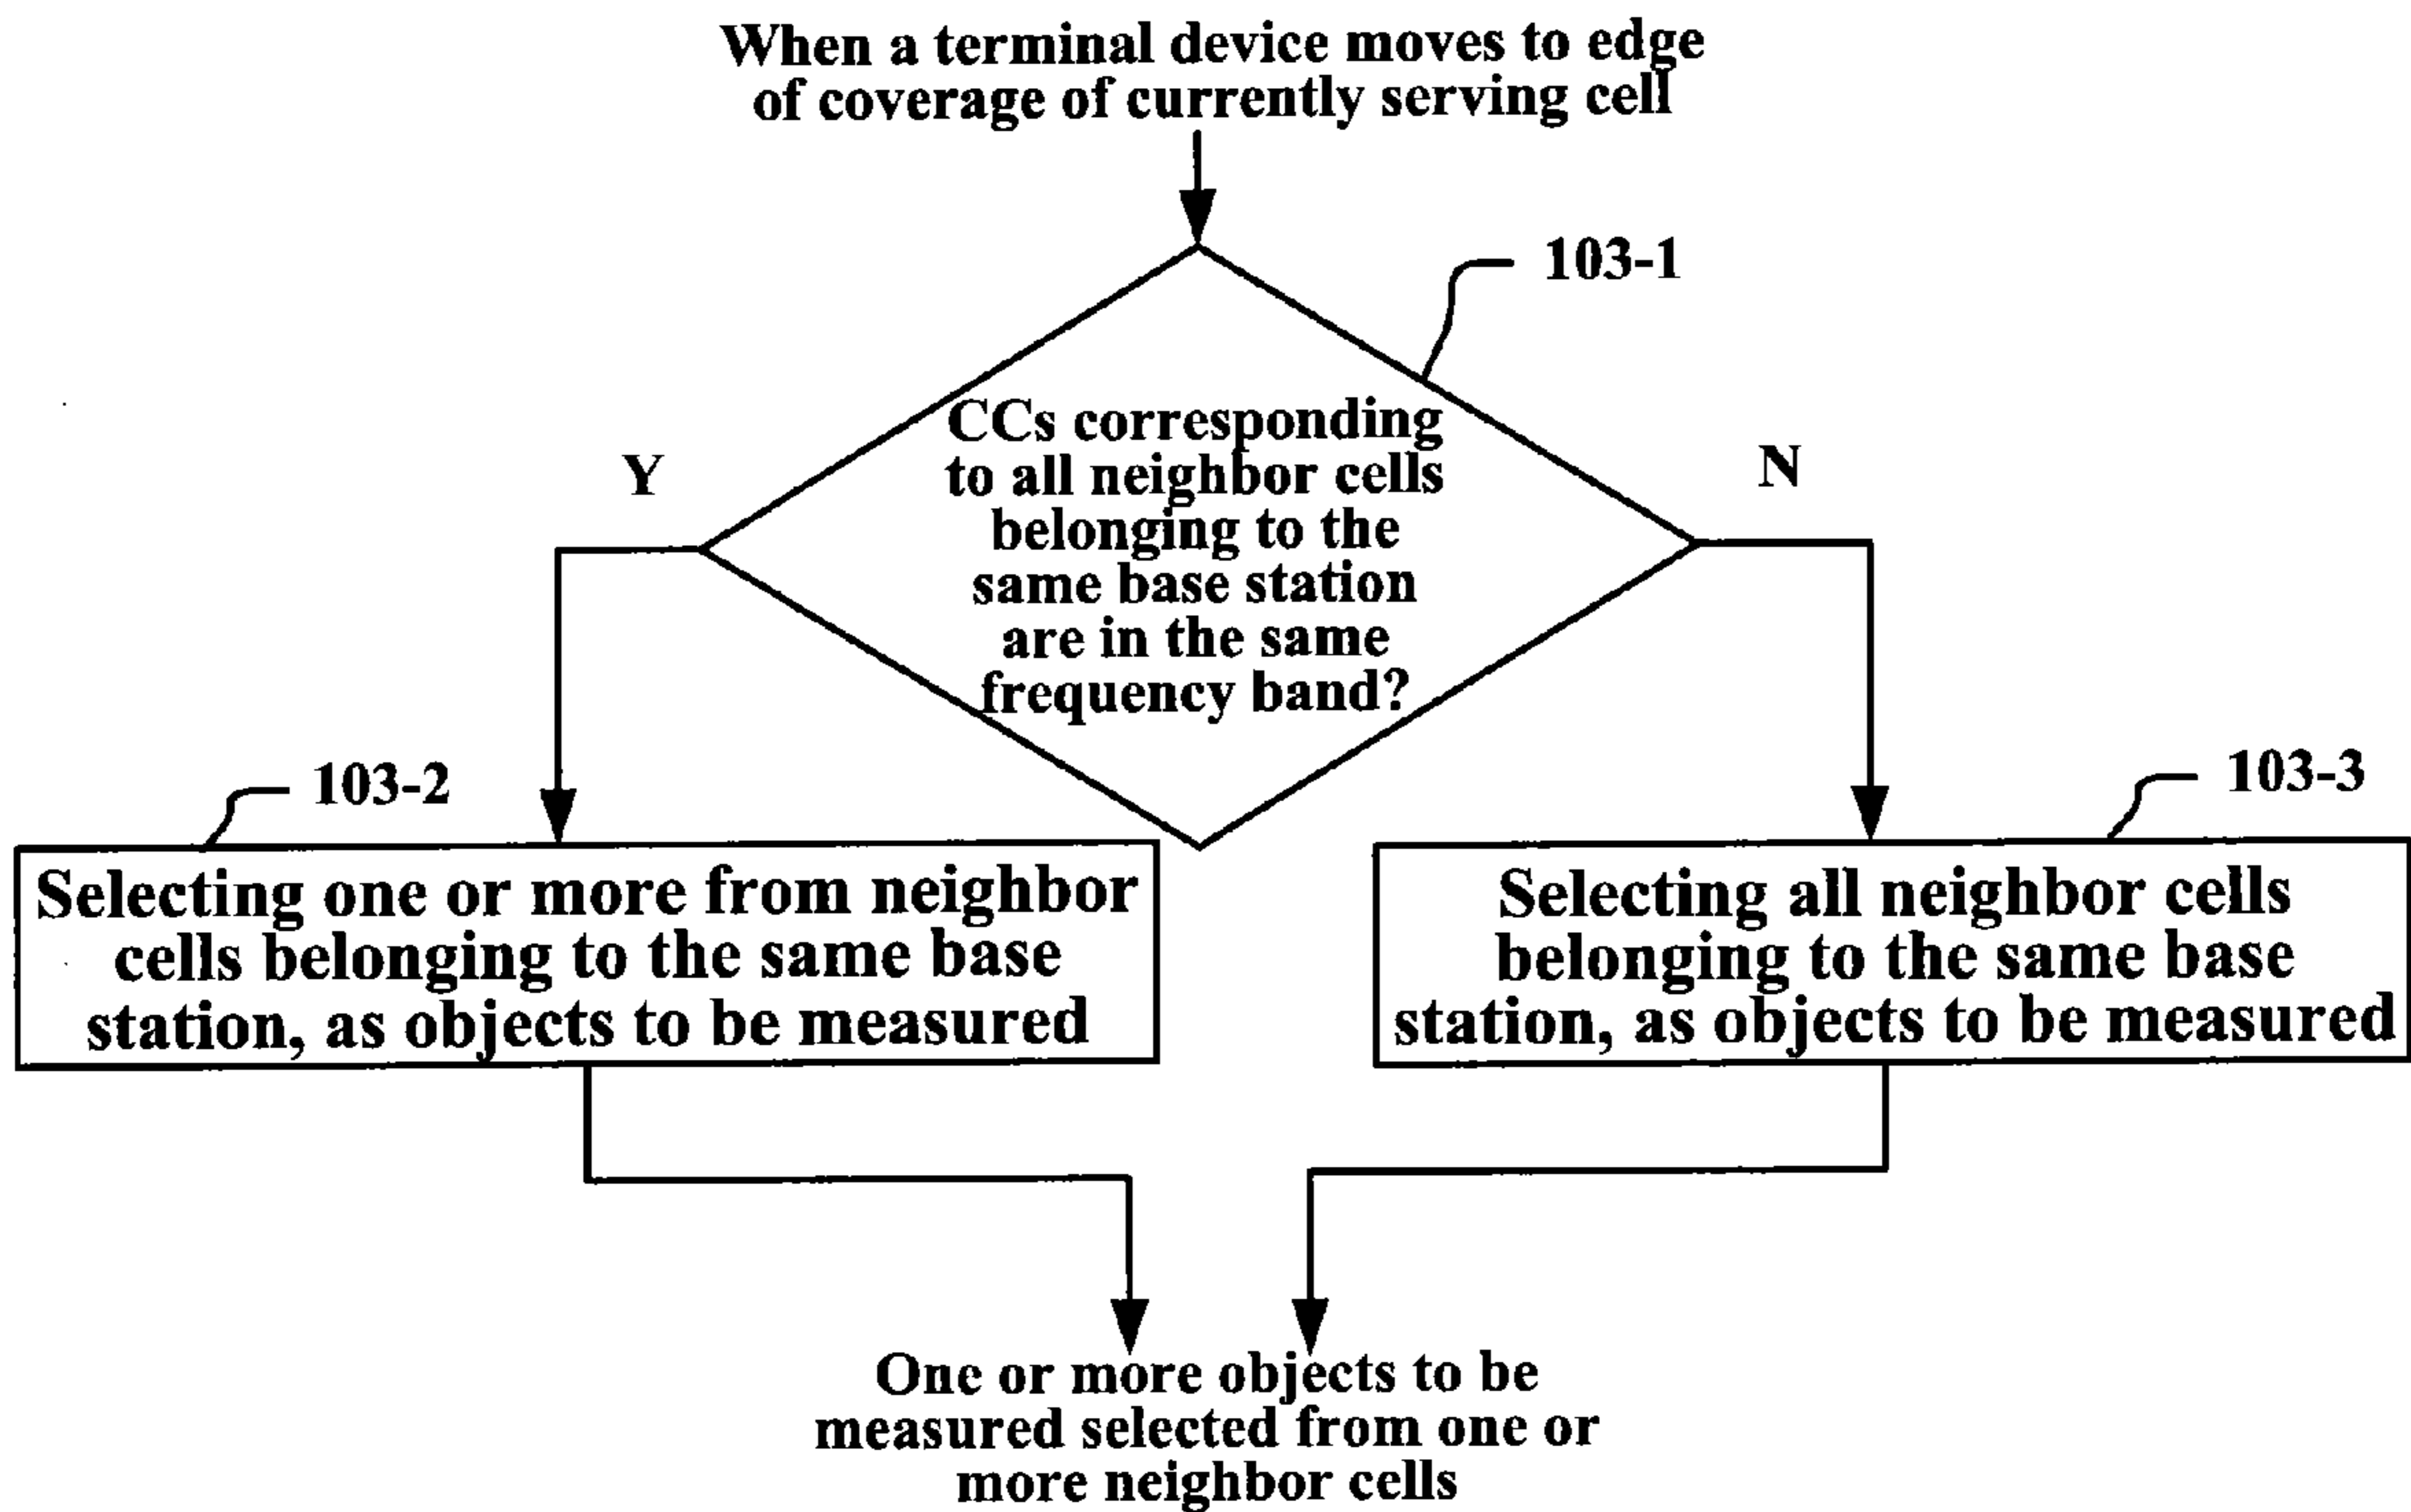 When a terminal device moves to edge
of coverage of currently serving cell
103-1
CCs corresponding
to all neighbor cells
belonging to the
same base station
are in the same
frequency band?
Y
N
103-2
103-3
Selecting one or more from neighbor
cells belonging to the same base
station, as objects to be measured
Selecting all neighbor cells
belonging to the same base
station, as objects to be measured
One or more objects to be
measured selected from one or
more neighbor cells